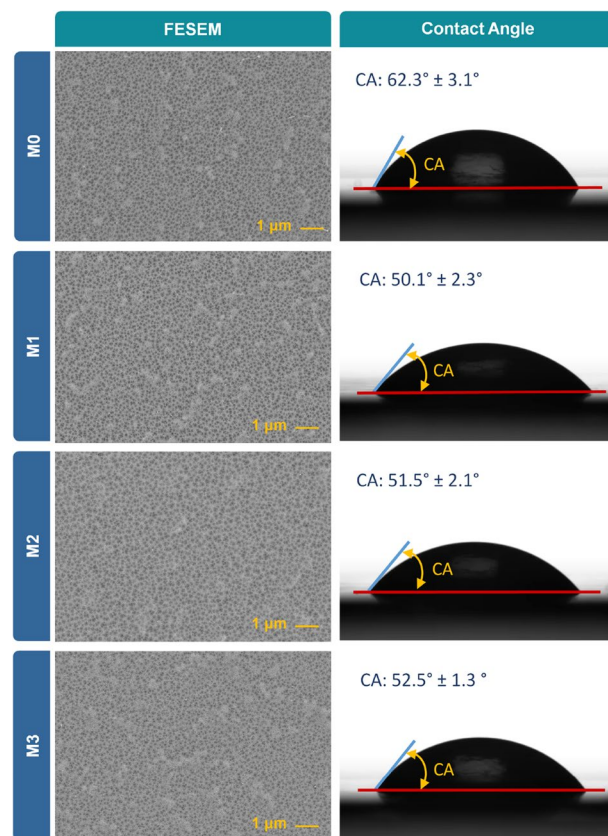 FESEM
Contact Angle
M0
1 µm
CA: 62.3° ± 3.1°
CA
M1
1 µm
CA: 50.1° ± 2.3°
CA
M2
1 µm
CA: 51.5° ± 2.1°
CA
M3
1 µm
CA: 52.5° ± 1.3 °
CA